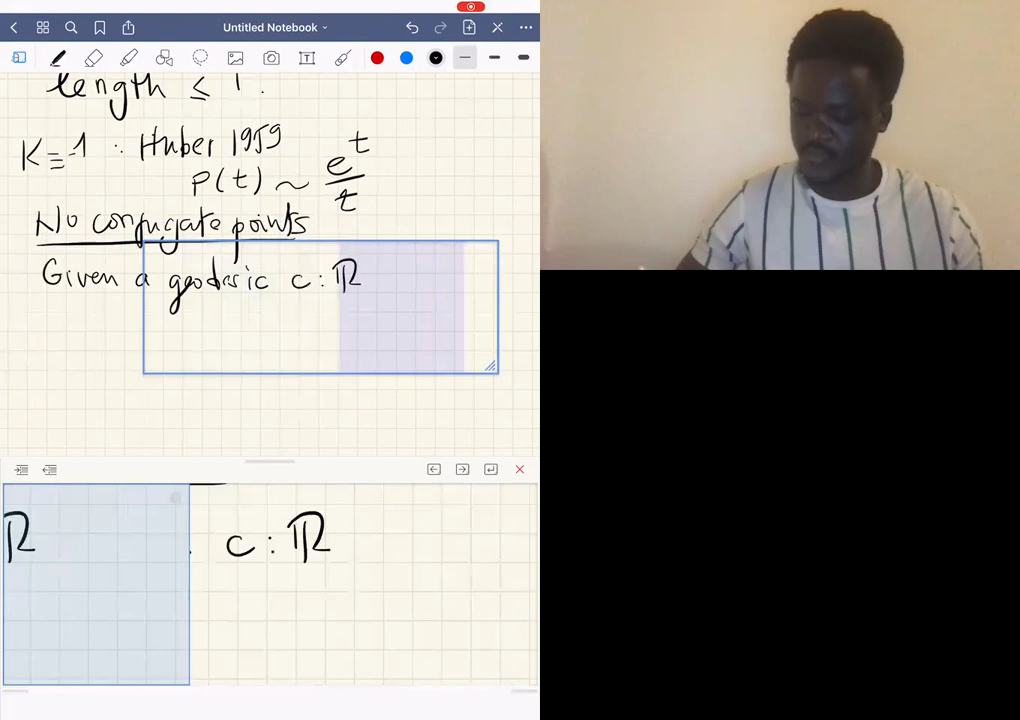 Untitled Notebook
length ≤ 1.
K≡-1 : Huber 1959
P(t) ~ e^t/t
No conjugate points
Given a geodesic c : ℝ
ℝ c : ℝ